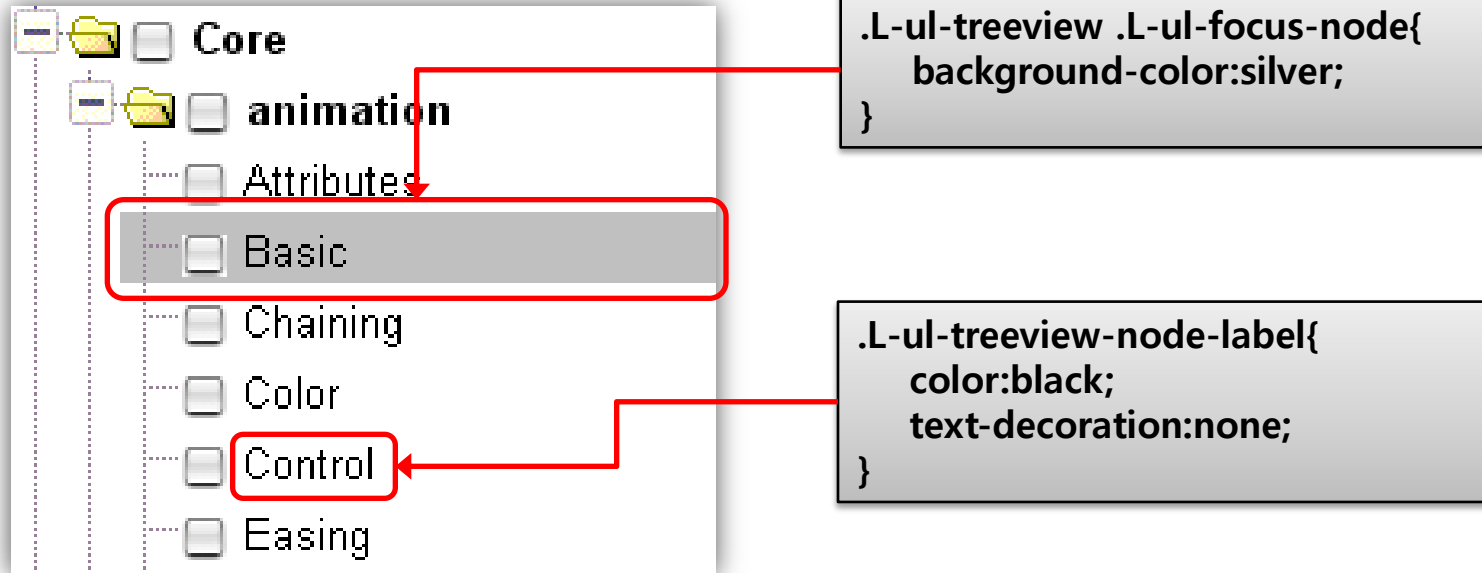 Core
animation
Attributes
Basic
Chaining
Color
Control
Easing
.L-ul-treeview .L-ul-focus-node{
background-color:silver;
}
.L-ul-treeview-node-label{
color:black;
text-decoration:none;
}